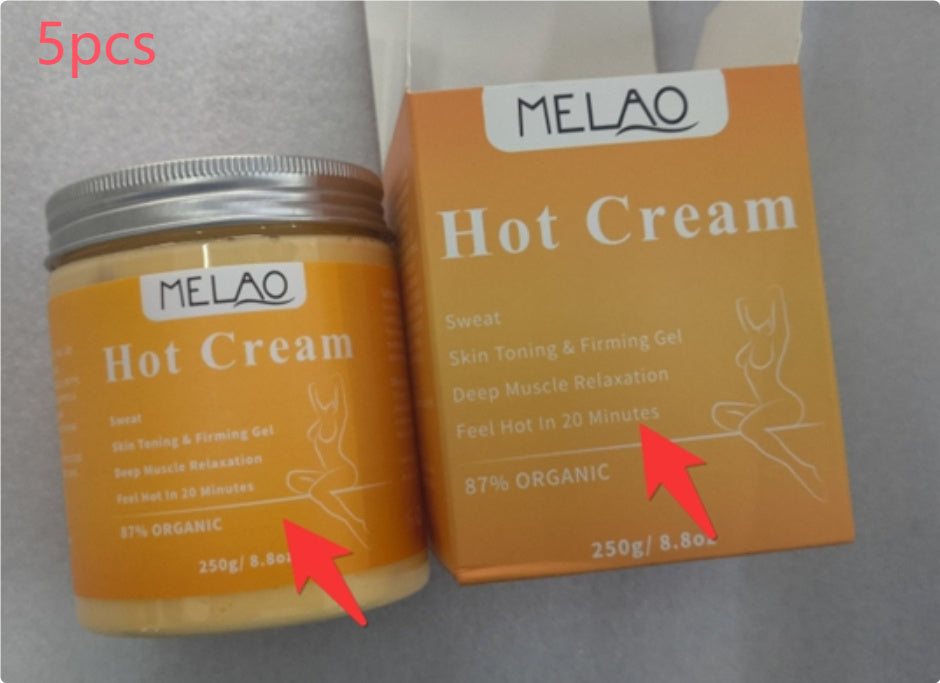 5pcs
MELAO
Hot Cream
Sweat
Skin Toning & Firming Gel
Deep Muscle Relaxation
Feel Hot In 20 Minutes
87% ORGANIC
250g/ 8.8oz
MELAO
Hot Cream
Sweat
Skin Toning & Firming Gel
Deep Muscle Relaxation
Feel Hot In 20 Minutes
87% ORGANIC
250g/ 8.8oz